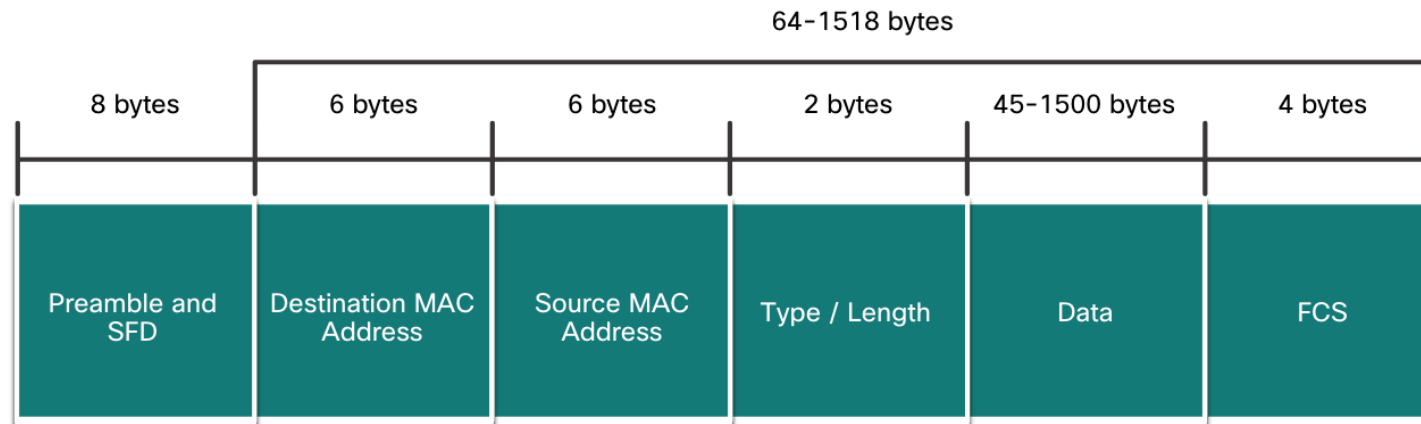 64-1518 bytes
8 bytes
6 bytes
6 bytes
2 bytes
45-1500 bytes
4 bytes
Preamble and
SFD
Destination MAC
Address
Source MAC
Address
Type / Length
Data
FCS